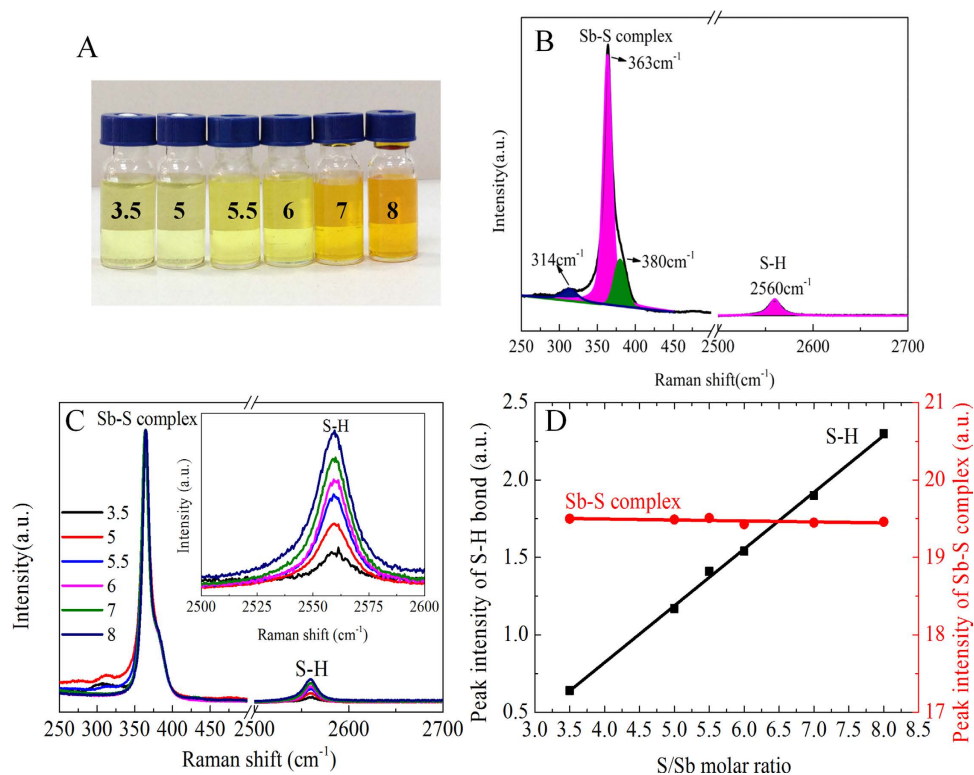 A
3.5 5 5.5 6 7 8
B
Sb-S complex
363cm-1
314cm-1
380cm-1
S-H
2560cm-1
Intensity(a.u.)
250 300 350 400 450 2500 2600 2700
Raman shift(cm-1)
C
Sb-S complex
3.5
5
5.5
6
7
8
S-H
Intensity (a.u.)
2500 2525 2550 2575 2600
Raman shift (cm-1)
S-H
Intensity(a.u.)
250 300 350 400 450 2500 2600 2700
Raman shift (cm-1)
D
S-H
Sb-S complex
Peak intensity of S-H bond (a.u.)
2.5
2.0
1.5
1.0
0.5
Peak intensity of Sb-S complex (a.u.)
21
20
19
18
17
3.0 3.5 4.0 4.5 5.0 5.5 6.0 6.5 7.0 7.5 8.0 8.5
S/Sb molar ratio